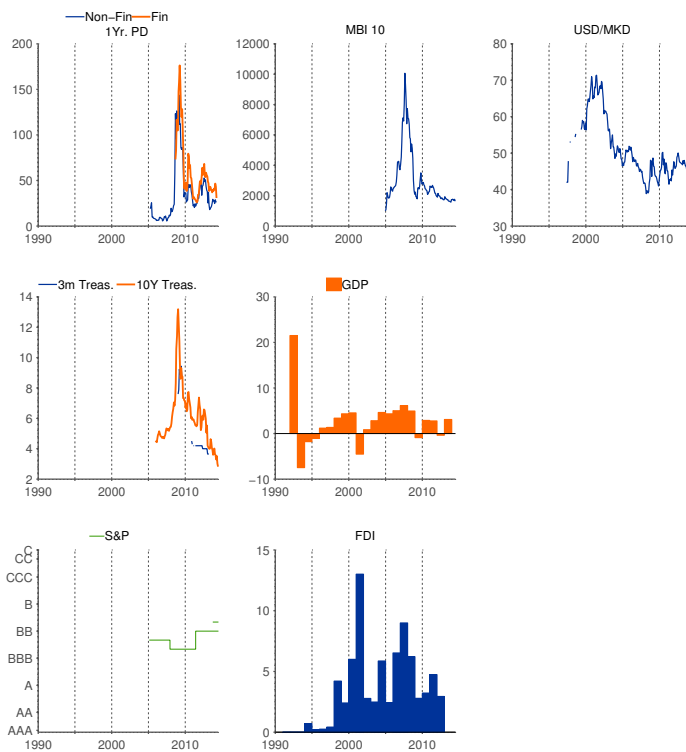 Non−Fin Fin
1Yr. PD
200
150
100
50
0
1990 2000 2010
MBI 10
12000
10000
8000
6000
4000
2000
0
1990 2000 2010
USD/MKD
80
70
60
50
40
30
1990 2000 2010
3m Treas. 10Y Treas.
14
12
10
8
6
4
2
1990 2000 2010
GDP
30
20
10
0
−10
1990 2000 2010
S&P
C
CC
CCC
B
BB
BBB
A
AA
AAA
1990 2000 2010
FDI
15
10
5
0
1990 2000 2010